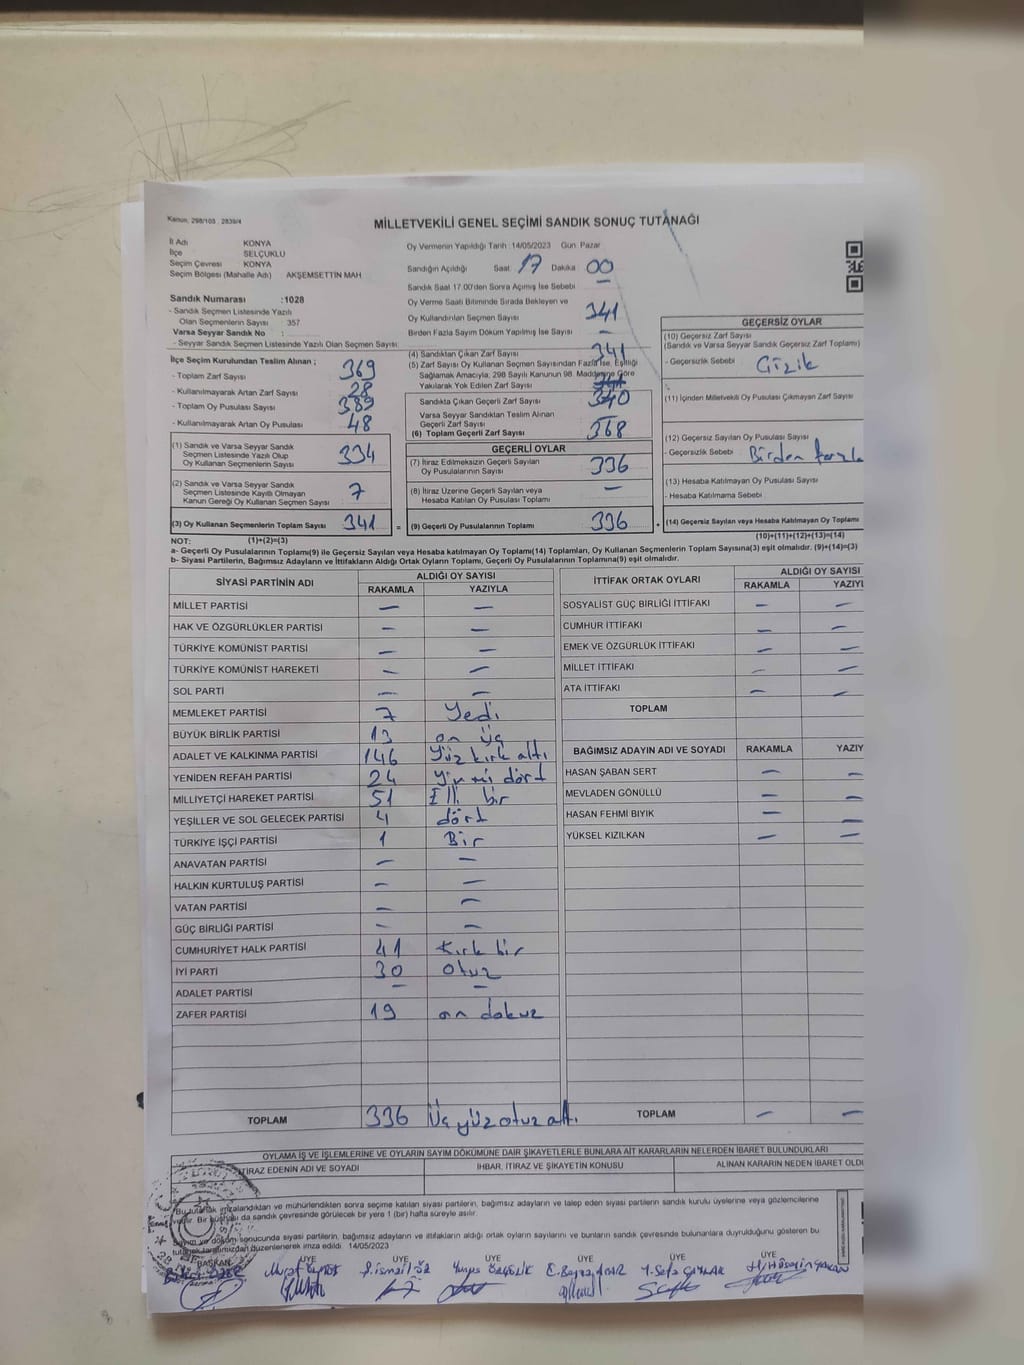 Kanun, 298/103 , 2839/4
MİLLETVEKİLİ GENEL SEÇİMİ SANDIK SONUÇ TUTANAĞI
İl Adı KONYA
İlçe SELÇUKLU
Seçim Çevresi KONYA
Seçim Bölgesi (Mahalle Adı) AKŞEMSETTİN MAH
Sandık Numarası :1028
- Sandık Seçmen Listesinde Yazılı
Olan Seçmenlerin Sayısı : 357
Varsa Seyyar Sandık No :
- Seyyar Sandık Listesinde Yazılı Olan Seçmen Sayısı:
Oy Vermenin Yapıldığı Tarih :14/05/2023 Gün: Pazar
Sandığın Açıldığı Saat 17 Dakika 00
Sandık Saat 17.00'den Sonra Açılmış İse Sebebi —
Oy Verme Saati Bitiminde Sırada Bekleyen ve
Oy Kullandırılan Seçmen Sayısı 341
Birden Fazla Sayım Döküm Yapılmış İse Sayısı —
İlçe Seçim Kurulundan Teslim Alınan ;
- Toplam Zarf Sayısı 369
- Kullanılmayarak Artan Zarf Sayısı 28
- Toplam Oy Pusulası Sayısı 389
- Kullanılmayarak Artan Oy Pusulası 48
(1) Sandık ve Varsa Seyyar Sandık
Seçmen Listesinde Yazılı Olup
Oy Kullanan Seçmenlerin Sayısı 334
(2) Sandık ve Varsa Seyyar Sandık
Seçmen Listesinde Kayıtlı Olmayan
Kanun Gereği Oy Kullanan Seçmen Sayısı 7
(3) Oy Kullanan Seçmenlerin Toplam Sayısı 341 =
(4) Sandıktan Çıkan Zarf Sayısı 341
(5) Zarf Sayısı Oy Kullanan Seçmen Sayısından Fazla İse, Eşitliği
Sağlamak Amacıyla, 298 Sayılı Kanunun 98. Maddesine Göre
Yakılarak Yok Edilen Zarf Sayısı
Sandıkta Çıkan Geçerli Zarf Sayısı 340
Varsa Seyyar Sandıktan Teslim Alınan
Geçerli Zarf Sayısı
(6) Toplam Geçerli Zarf Sayısı 368
GEÇERLİ OYLAR
(7) İtiraz Edilmeksizin Geçerli Sayılan
Oy Pusulalarının Sayısı 336
(8) İtiraz Üzerine Geçerli Sayılan veya
Hesaba Katılan Oy Pusulası Toplamı —
(9) Geçerli Oy Pusulalarının Toplamı 336 +
GEÇERSİZ OYLAR
(10) Geçersiz Zarf Sayısı
(Sandık ve Varsa Seyyar Sandık Geçersiz Zarf Toplamı)
- Geçersizlik Sebebi Çizik
(11) İçinden Milletvekili Oy Pusulası Çıkmayan Zarf Sayısı
(12) Geçersiz Sayılan Oy Pusulası Sayısı
- Geçersizlik Sebebi Birden fazla
(13) Hesaba Katılmayan Oy Pusulası Sayısı
- Hesaba Katılmama Sebebi
(14) Geçersiz Sayılan veya Hesaba Katılmayan Oy Toplamı
NOT: (1)+(2)=(3)
(10)+(11)+(12)+(13)=(14)
a- Geçerli Oy Pusulalarının Toplamı(9) ile Geçersiz Sayılan veya Hesaba Katılmayan Oy Toplamı(14) Toplamları, Oy Kullanan Seçmenlerin Toplam Sayısına(3) eşit olmalıdır. (9)+(14)=(3)
b- Siyasi Partilerin, Bağımsız Adayların ve İttifakların Aldığı Ortak Oyların Toplamı, Geçerli Oy Pusulalarının Toplamına(9) eşit olmalıdır.
SİYASİ PARTİNİN ADI ALDIĞI OY SAYISI
RAKAMLA YAZIYLA
MİLLET PARTİSİ — —
HAK VE ÖZGÜRLÜKLER PARTİSİ — —
TÜRKİYE KOMÜNİST PARTİSİ — —
TÜRKİYE KOMÜNİST HAREKETİ — —
SOL PARTİ — —
MEMLEKET PARTİSİ 7 Yedi
BÜYÜK BİRLİK PARTİSİ 13 on üç
ADALET VE KALKINMA PARTİSİ 146 Yüz kırk altı
YENİDEN REFAH PARTİSİ 24 Yirmi dört
MİLLİYETÇİ HAREKET PARTİSİ 51 Elli bir
YEŞİLLER VE SOL GELECEK PARTİSİ 4 dört
TÜRKİYE İŞÇİ PARTİSİ 1 Bir
ANAVATAN PARTİSİ — —
HALKIN KURTULUŞ PARTİSİ — —
VATAN PARTİSİ — —
GÜÇ BİRLİĞİ PARTİSİ — —
CUMHURİYET HALK PARTİSİ 41 Kırk bir
İYİ PARTİ 30 Otuz
ADALET PARTİSİ — —
ZAFER PARTİSİ 19 on dokuz
TOPLAM 336 Üç yüz otuz altı
İTTİFAK ORTAK OYLARI ALDIĞI OY SAYISI
RAKAMLA YAZIYL
SOSYALİST GÜÇ BİRLİĞİ İTTİFAKI — —
CUMHUR İTTİFAKI — —
EMEK VE ÖZGÜRLÜK İTTİFAKI — —
MİLLET İTTİFAKI — —
ATA İTTİFAKI — —
TOPLAM
BAĞIMSIZ ADAYIN ADI VE SOYADI RAKAMLA YAZIY
HASAN ŞABAN SERT — —
MEVLADEN GÖNÜLLÜ — —
HASAN FEHMİ BIYIK — —
YÜKSEL KIZILKAN — —
TOPLAM — —
OYLAMA İŞ VE İŞLEMLERİNE VE OYLARIN SAYIM DÖKÜMÜNE DAİR ŞİKAYETLERLE BUNLARA AİT KARARLARIN NELERDEN İBARET BULUNDUKLARI
İTİRAZ EDENİN ADI VE SOYADI İHBAR, İTİRAZ VE ŞİKAYETİN KONUSU ALINAN KARARIN NEDEN İBARET OLDU
Bu tutanak imzalandıktan ve mühürlendikten sonra seçime katılan siyasi partilerin, bağımsız adayların ve talep eden siyasi partilerin sandık kurulu üyelerine veya gözlemcilerine
verilir. Bir nüshası da sandık çevresinde görülecek bir yere 1 (bir) hafta süreyle asılır.
Sayım ve döküm sonucunda siyasi partilerin, bağımsız adayların ve ittifakların aldığı ortak oyların sayılarını ve bunların sandık çevresinde bulunanlara duyrulduğunu gösteren bu
tutanak tarafımızdan düzenlenerek imza edildi. 14/05/2023
BAŞKAN ÜYE ÜYE ÜYE ÜYE ÜYE ÜYE